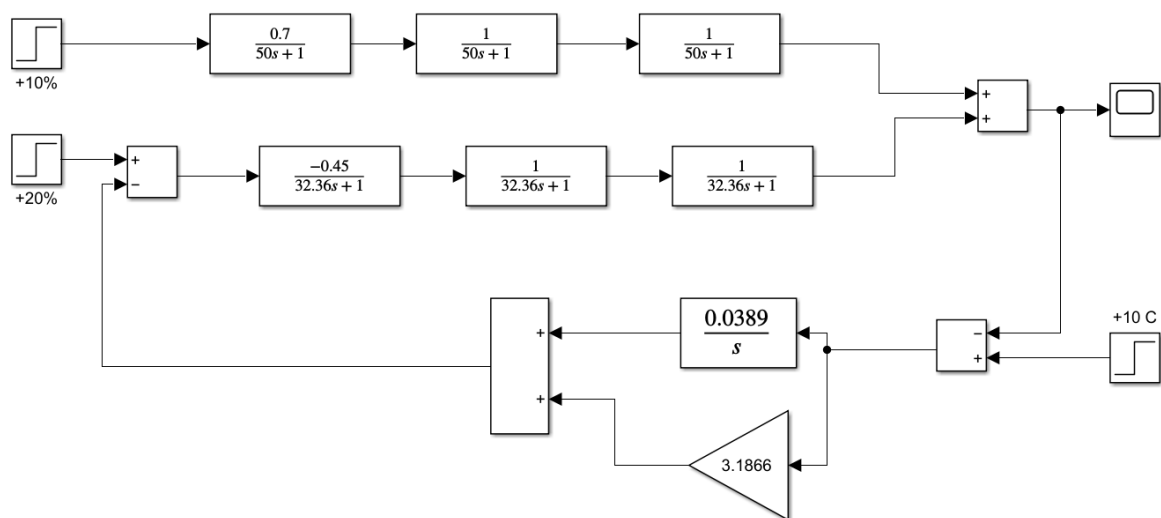 0.7
50s + 1
1
50s + 1
1
50s + 1
+10%
+
+
+
−
−0.45
32.36s + 1
1
32.36s + 1
1
32.36s + 1
+20%
+
0.0389
s
−
+
+10 C
+
3.1866